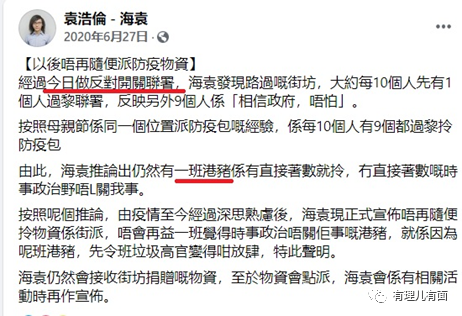 袁浩倫 - 海袁
2020年6月27日
【以後唔再隨便派防疫物資】
經過今日做反對開關聯署，海袁發現路過嘅街坊，大約每10個人先有
1個人過黎聯署，反映另外9個人係「相信政府，唔怕」。
按照母親節係同一個位置派防疫包嘅經驗，係每10個人有9個都過黎拎
防疫包
由此，海袁推論出仍然有一班港豬係有直接著數就拎，冇直接著數嘅時
事政治野唔L關我事。
按照呢個推論，由疫情至今經過深思熟慮後，海袁現正式宣佈唔再隨便
拎物資係街派，唔會再益一班覺得時事政治唔關佢事嘅港豬，就係因為
呢班港豬，先令班垃圾高官變得咁放肆，特此聲明。
海袁仍然會接收街坊捐贈嘅物資，至於物資會點派，海袁會係有相關活
動時再作宣佈。
有理儿有面